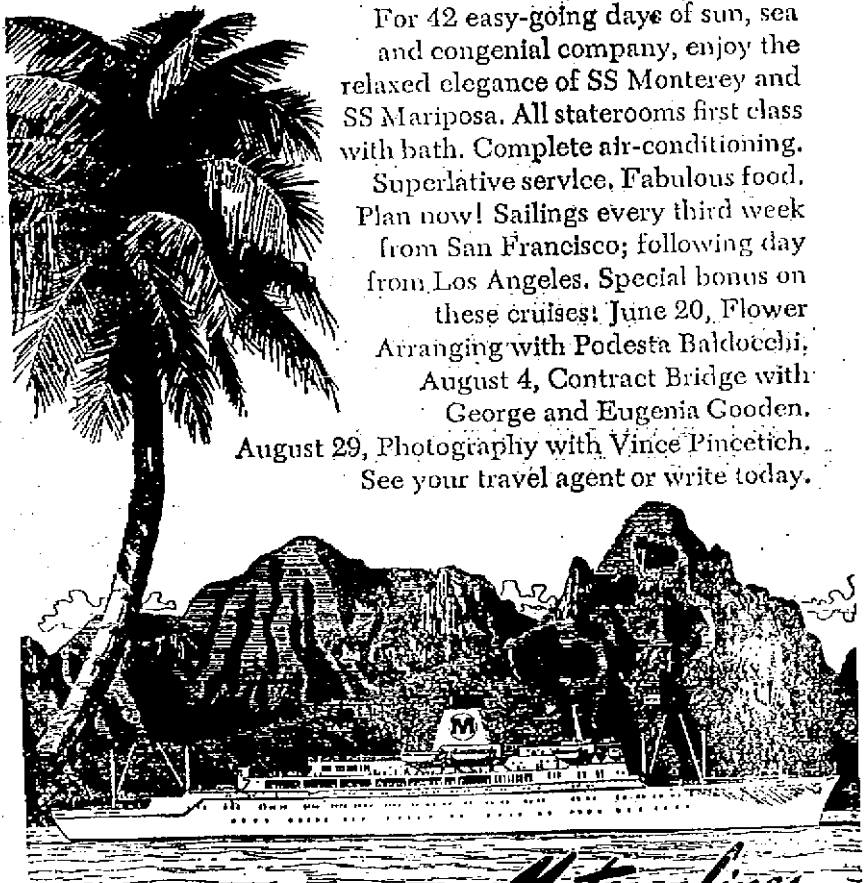 For 42 easy-going days of sun, sea
and congenial company, enjoy the
relaxed elegance of SS Monterey and
SS Mariposa. All staterooms first class
with bath. Complete air-conditioning.
Superlative service. Fabulous food.
Plan now! Sailings every third week
from San Francisco; following day
from Los Angeles. Special bonus on
these cruises: June 20, Flower
Arranging with Podesta Baldocchi.
August 4, Contract Bridge with
George and Eugenia Gooden.
August 29, Photography with Vince Pincetich.
See your travel agent or write today.
M